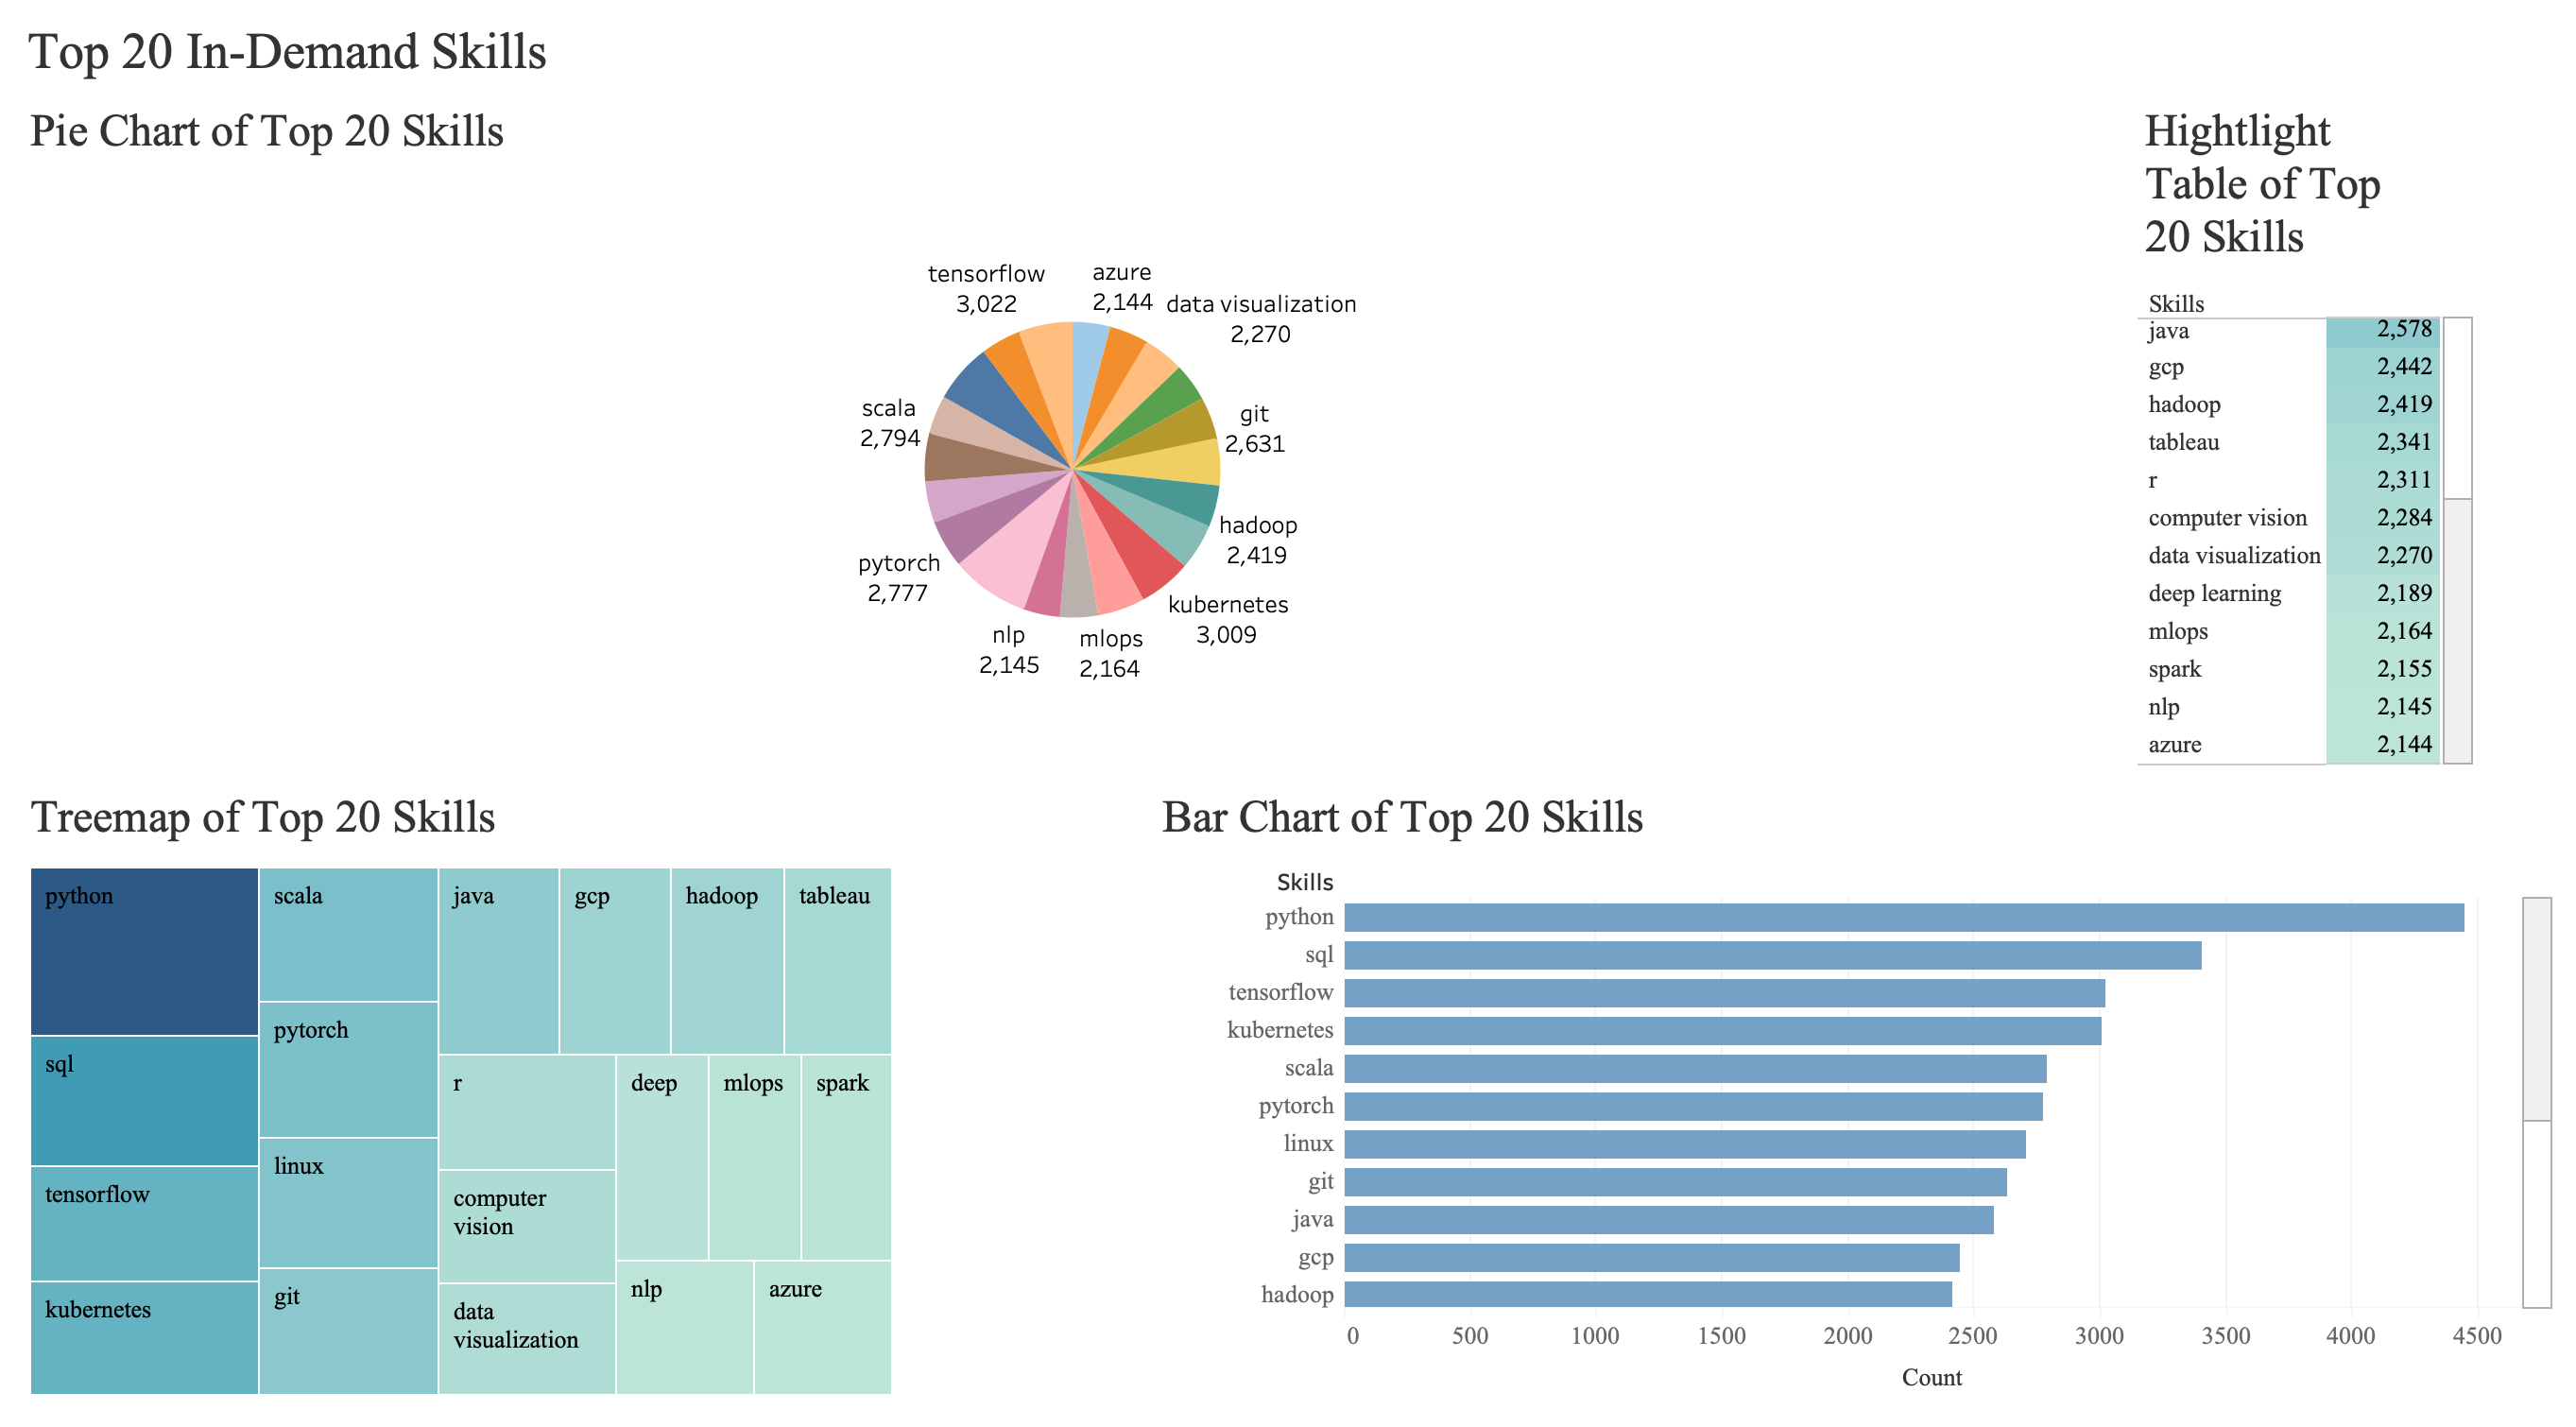 Top 20 In-Demand Skills
Pie Chart of Top 20 Skills
tensorflow
3,022
azure
2,144
data visualization
2,270
scala
2,794
git
2,631
hadoop
2,419
pytorch
2,777
kubernetes
3,009
nlp
2,145
mlops
2,164
Hightlight
Table of Top
20 Skills
Skills
java 2,578
gcp 2,442
hadoop 2,419
tableau 2,341
r 2,311
computer vision 2,284
data visualization 2,270
deep learning 2,189
mlops 2,164
spark 2,155
nlp 2,145
azure 2,144
Treemap of Top 20 Skills
python
sql
tensorflow
kubernetes
scala
pytorch
linux
git
java
gcp
hadoop
tableau
r
computer
vision
data
visualization
deep
mlops
spark
nlp
azure
Bar Chart of Top 20 Skills
Skills
python
sql
tensorflow
kubernetes
scala
pytorch
linux
git
java
gcp
hadoop
0 500 1000 1500 2000 2500 3000 3500 4000 4500
Count